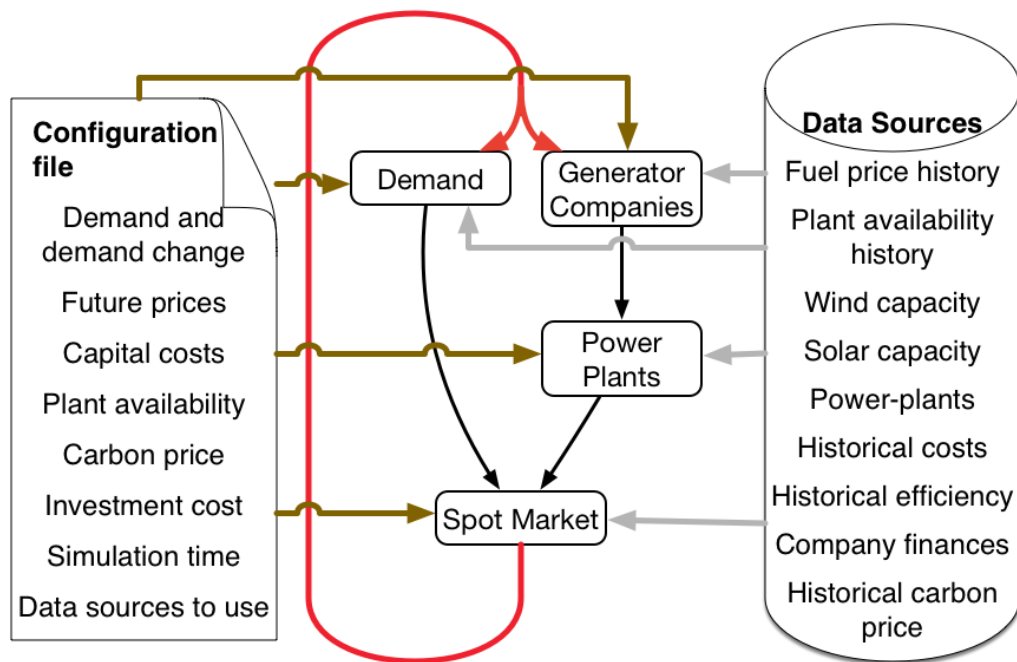 Configuration
file
Demand and
demand change
Future prices
Capital costs
Plant availability
Carbon price
Investment cost
Simulation time
Data sources to use
Demand
Generator
Companies
Power
Plants
Spot Market
Data Sources
Fuel price history
Plant availability
history
Wind capacity
Solar capacity
Power-plants
Historical costs
Historical efficiency
Company finances
Historical carbon
price